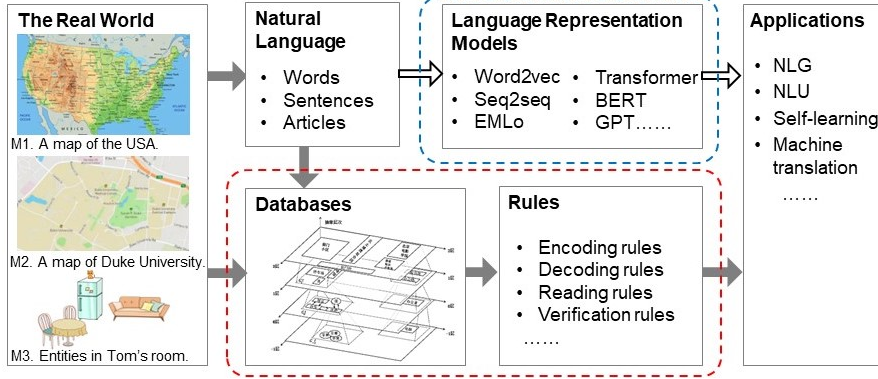 The Real World
M1. A map of the USA.
M2. A map of Duke University.
M3. Entities in Tom's room.
Natural
Language
• Words
• Sentences
• Articles
Language Representation
Models
• Word2vec
• Seq2seq
• EMLo
• Transformer
• BERT
• GPT……
Applications
• NLG
• NLU
• Self-learning
• Machine
translation
……
Databases
Rules
• Encoding rules
• Decoding rules
• Reading rules
• Verification rules
……